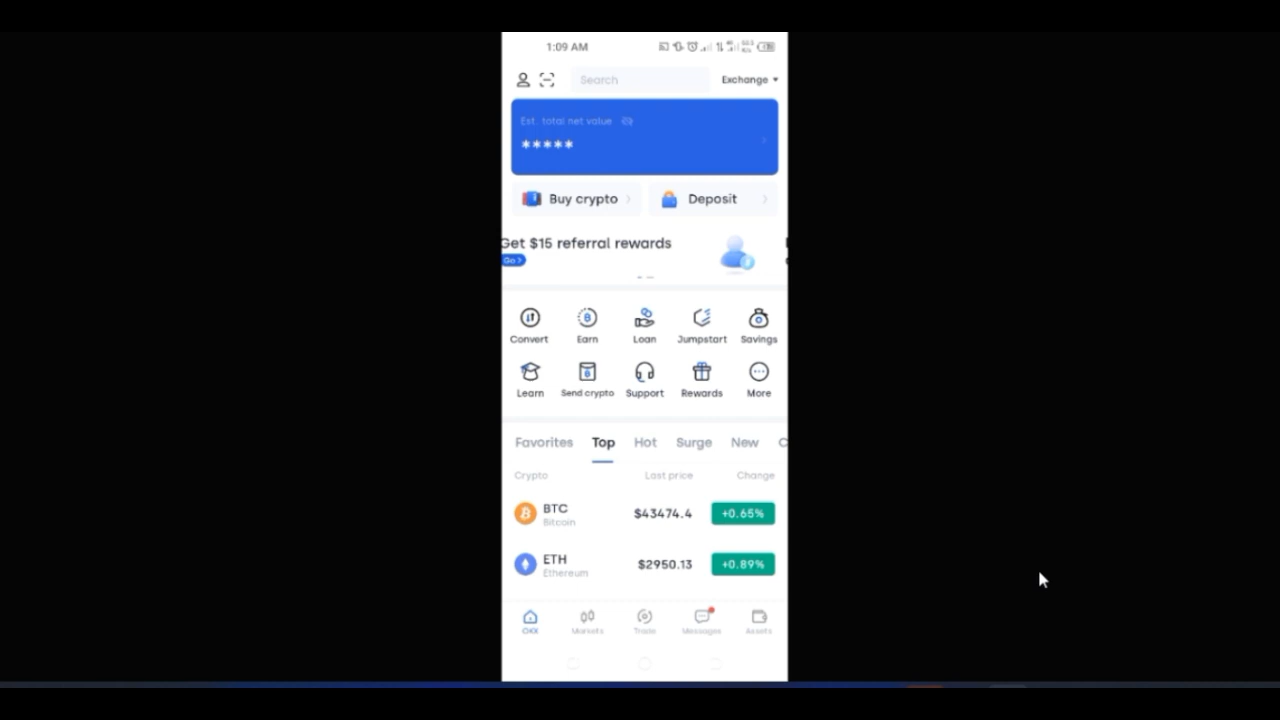 1:09 AM
Search
Exchange
Est. total net value
*****
Buy crypto
Deposit
Get $15 referral rewards
Go >
Convert
Earn
Loan
Jumpstart
Savings
Learn
Send crypto
Support
Rewards
More
Favorites Top Hot Surge New C
Crypto Last price Change
BTC $43474.4 +0.65%
Bitcoin
ETH $2950.13 +0.89%
Ethereum
OKX Markets Trade Messages Assets